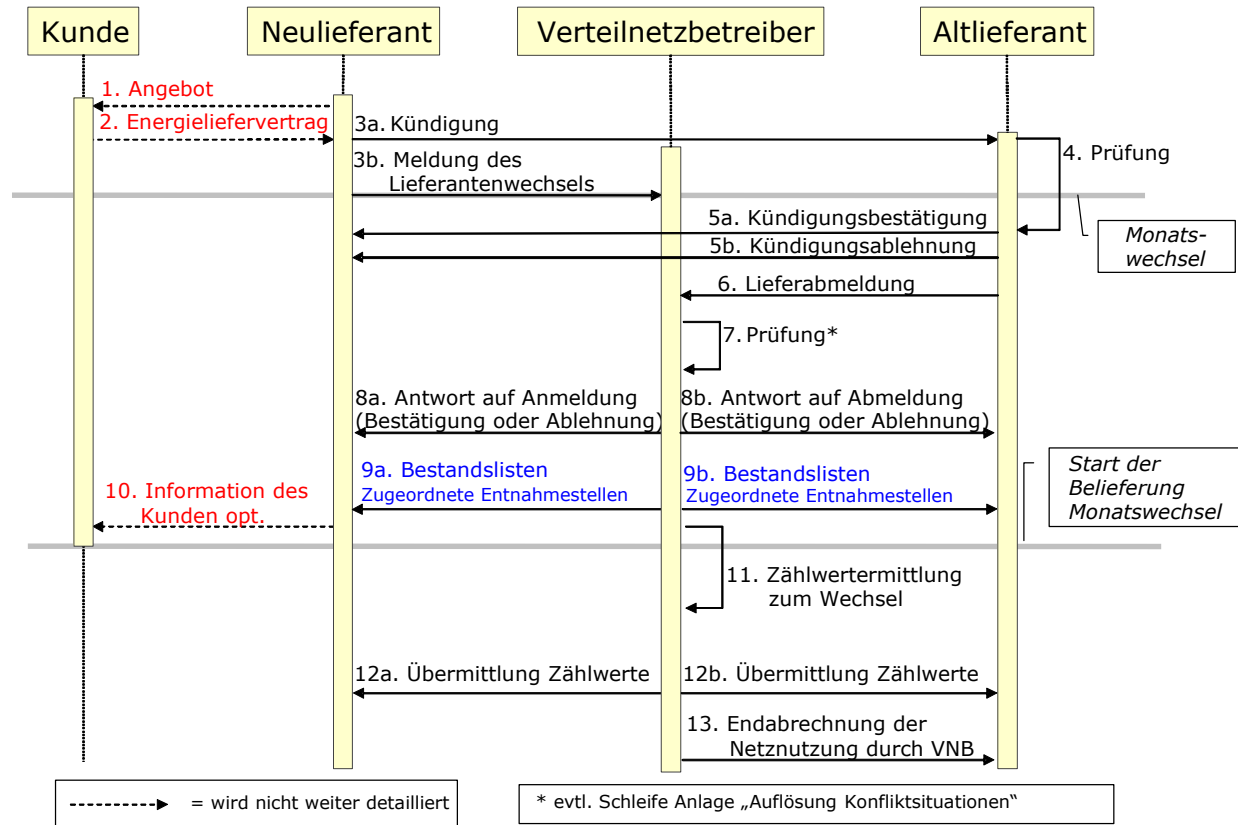 Kunde
Neulieferant
Verteilnetzbetreiber
Altlieferant
1. Angebot
2. Energieliefervertrag
3a. Kündigung
3b. Meldung des
Lieferantenwechsels
4. Prüfung
5a. Kündigungsbestätigung
5b. Kündigungsablehnung
Monats-
wechsel
6. Lieferabmeldung
7. Prüfung*
8a. Antwort auf Anmeldung
(Bestätigung oder Ablehnung)
8b. Antwort auf Abmeldung
(Bestätigung oder Ablehnung)
9a. Bestandslisten
Zugeordnete Entnahmestellen
9b. Bestandslisten
Zugeordnete Entnahmestellen
Start der
Belieferung
Monatswechsel
10. Information des
Kunden opt.
11. Zählwertermittlung
zum Wechsel
12a. Übermittlung Zählwerte
12b. Übermittlung Zählwerte
13. Endabrechnung der
Netznutzung durch VNB
= wird nicht weiter detailliert
* evtl. Schleife Anlage „Auflösung Konfliktsituationen“